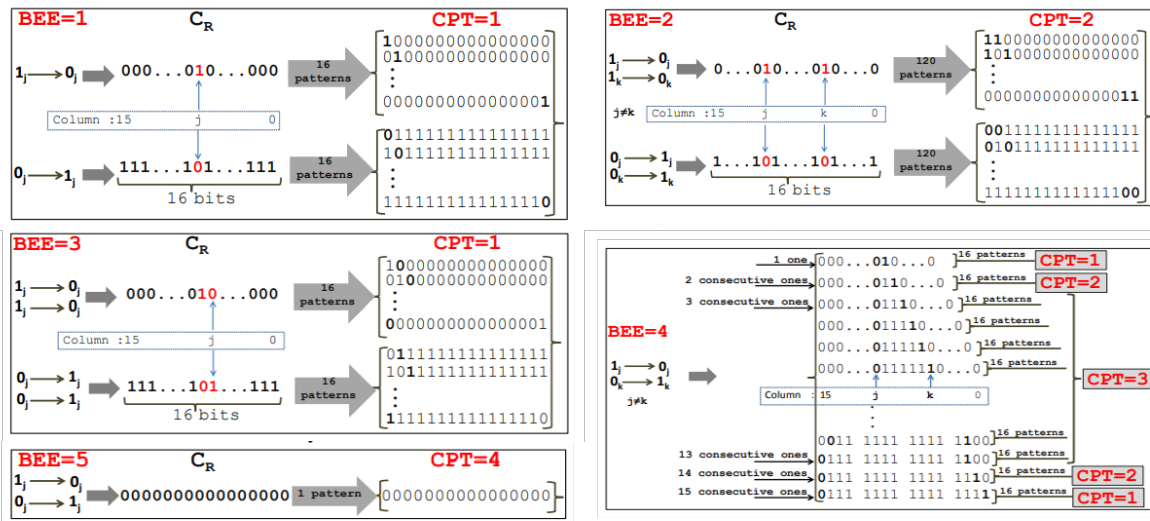 BEE=1 C_R CPT=1
1_j → 0_j 000...010...000 16 patterns
1000000000000000
0100000000000000
⋮
0000000000000001
Column :15 j 0
0_j → 1_j 111...101...111 16 patterns
0111111111111111
1011111111111111
⋮
1111111111111110
16 bits
BEE=2 C_R CPT=2
1_j → 0_j
1_k → 0_k
0...010...010...0 120 patterns
1100000000000000
1010000000000000
⋮
0000000000000011
j≠k Column :15 j k 0
0_j → 1_j
0_k → 1_k
1...101...101...1 120 patterns
0011111111111111
0101111111111111
⋮
1111111111111100
16 bits
BEE=3 C_R CPT=1
1_j → 0_j
1_j → 0_j
000...010...000 16 patterns
1000000000000000
0100000000000000
⋮
0000000000000001
Column :15 j 0
0_j → 1_j
0_j → 1_j
111...101...111 16 patterns
0111111111111111
1011111111111111
⋮
1111111111111110
16 bits
BEE=4
1_j → 0_j
0_k → 1_k
j≠k
1 one 000...010...0 16 patterns CPT=1
2 consecutive ones 000...0110...0 16 patterns CPT=2
3 consecutive ones 000...01110...0 16 patterns
000...011110...0 16 patterns
000...0111110...0 16 patterns
000...01111110...0 16 patterns
CPT=3
Column : 15 j k 0
⋮
0011 1111 1111 1100 16 patterns
13 consecutive ones 0111 1111 1111 1100 16 patterns
14 consecutive ones 0111 1111 1111 1110 16 patterns CPT=2
15 consecutive ones 0111 1111 1111 1111 16 patterns CPT=1
BEE=5 C_R CPT=4
1_j → 0_j
0_j → 1_j
0000000000000000 1 pattern 0000000000000000